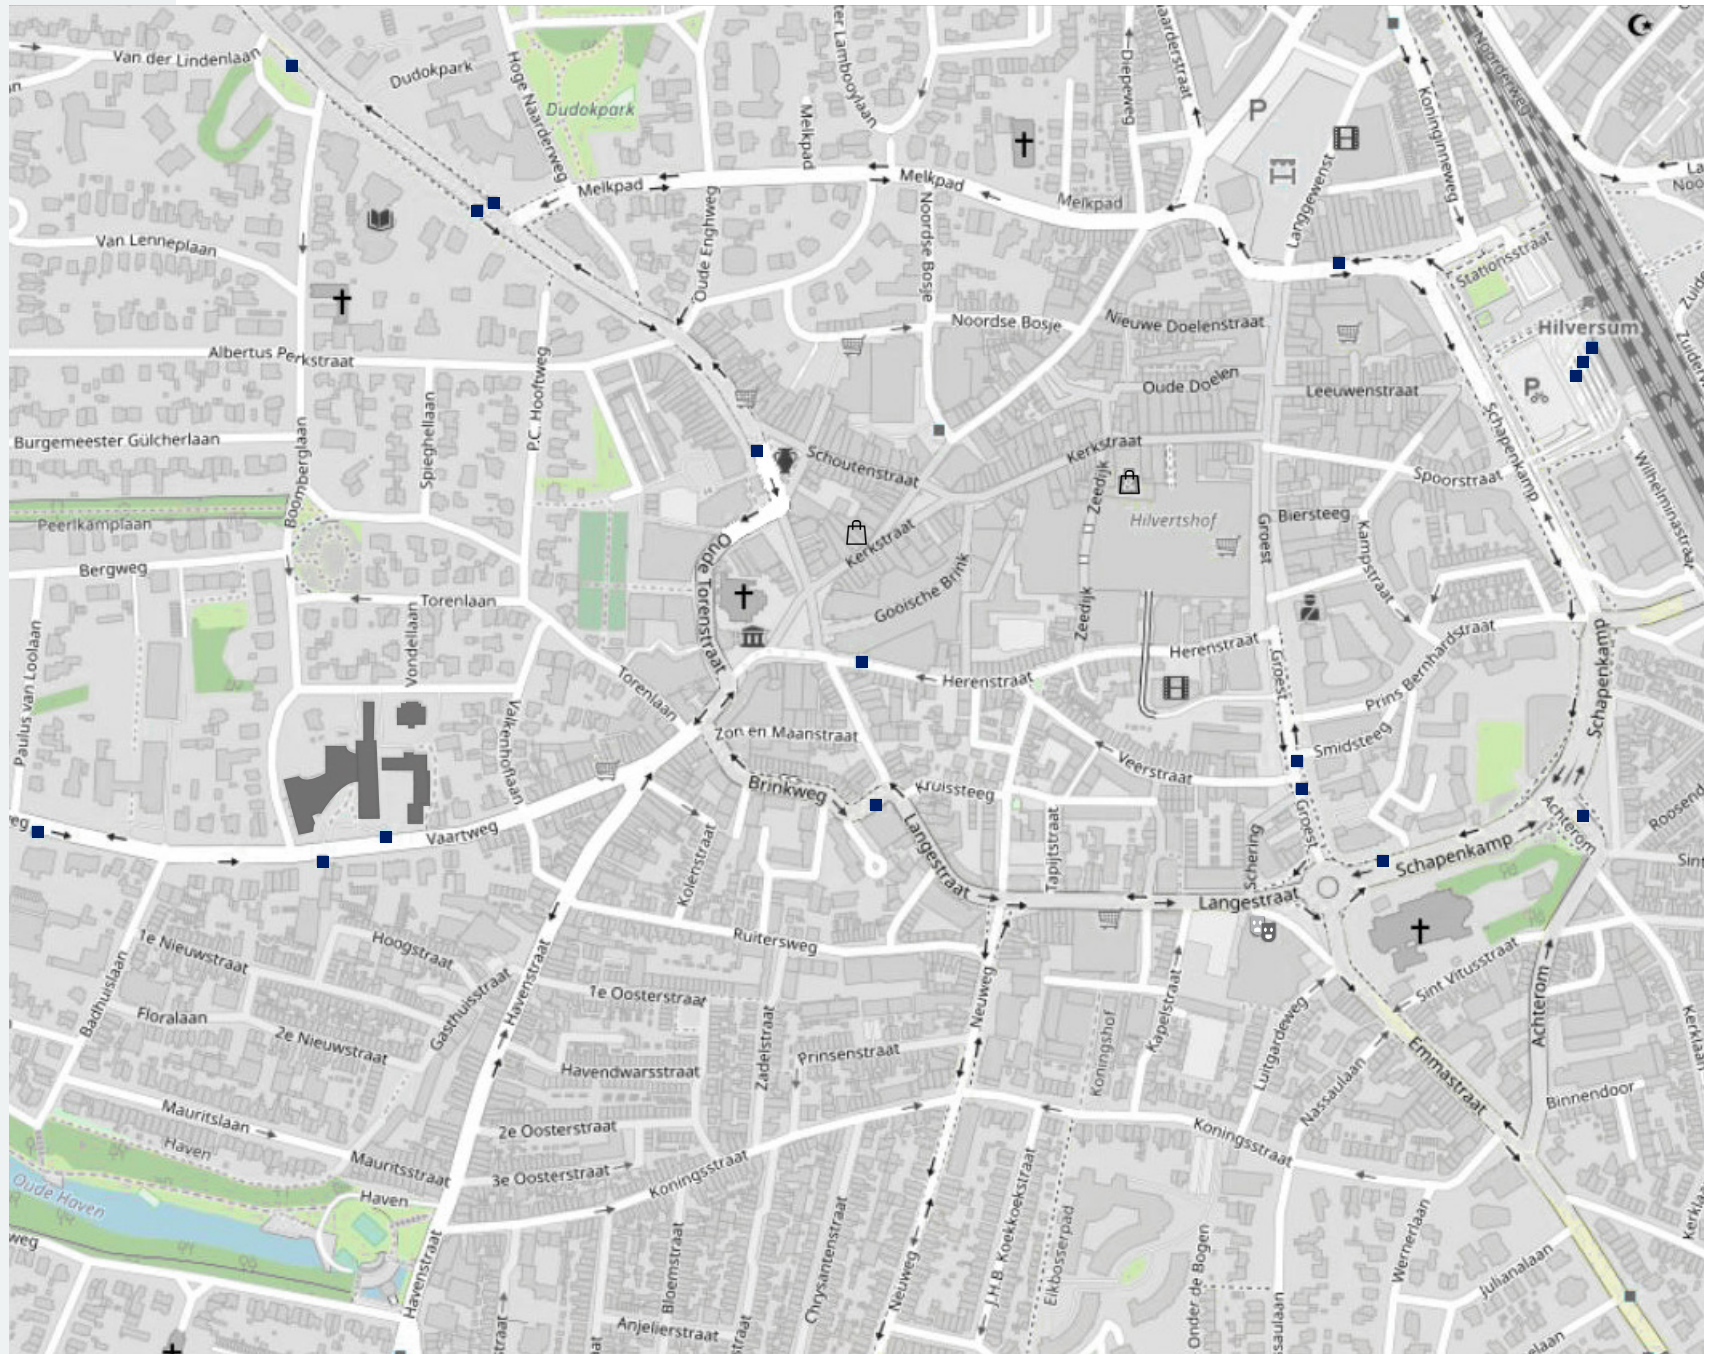 Van der Lindenlaan
Dudokpark
Hoge Naarderweg
Dudokpark
Melkpad
Diepeweg
P
Koninginneweg
Noorderweg
Melkpad
Melkpad
Melkpad
Langgewenst
Van Lenneplaan
Oude Enghweg
Noordse Bosje
Stationsstraat
Hilversum
Noordse Bosje
Nieuwe Doelenstraat
Albertus Perkstraat
P.C. Hooftweg
Oude Doelen
Leeuwenstraat
P
Schapenkamp
Burgemeester Gülcherlaan
Spieghellaan
Boomberglaan
Schoutenstraat
Kerkstraat
Zeedijk
Spoorstraat
Wilhelminastraat
Peerlkamplaan
Hilvertshof
Groest
Biersteeg
Kerkstraat
Kampstraat
Bergweg
Oude Torenstraat
Gooische Brink
Zeedijk
Torenlaan
Vondellaan
Paulus van Loolaan
Torenlaan
Herenstraat
Herenstraat
Groest
Prins Bernhardstraat
Schapenkamp
Valkenhoflaan
Zon en Maanstraat
Smidsteeg
Veerstraat
Brinkweg
Kruissteeg
Groest
Achterom
Vaartweg
Kolenstraat
Langestraat
Tapijtstraat
Schering
Schapenkamp
Langestraat
1e Nieuwstraat
Hoogstraat
Ruitersweg
Sint Vitusstraat
Badhuislaan
Gasthuisstraat
Havenstraat
1e Oosterstraat
Neuweg
Kapelstraat
Luitgardeweg
Achterom
Floralaan
2e Nieuwstraat
Zadelstraat
Prinsenstraat
Koningshof
Nassaulaan
Emmastraat
Havendwarsstraat
Binnendoor
Mauritslaan
2e Oosterstraat
Koningsstraat
Haven
Mauritsstraat
3e Oosterstraat
Koningsstraat
Oude Haven
Haven
Havenstraat
Bloemstraat
Chrysantenstraat
Neuweg
J.H.B. Koekkoekstraat
Eikbosserpad
Onder de Bogen
Wernerlaan
Julianalaan
Anjelierstraat